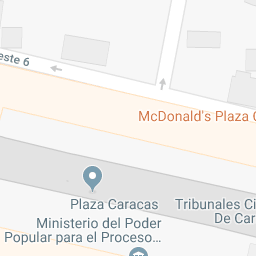 este 6
McDonald's Plaza
Plaza Caracas
Tribunales Ci
De Car
Ministerio del Poder
Popular para el Proceso...